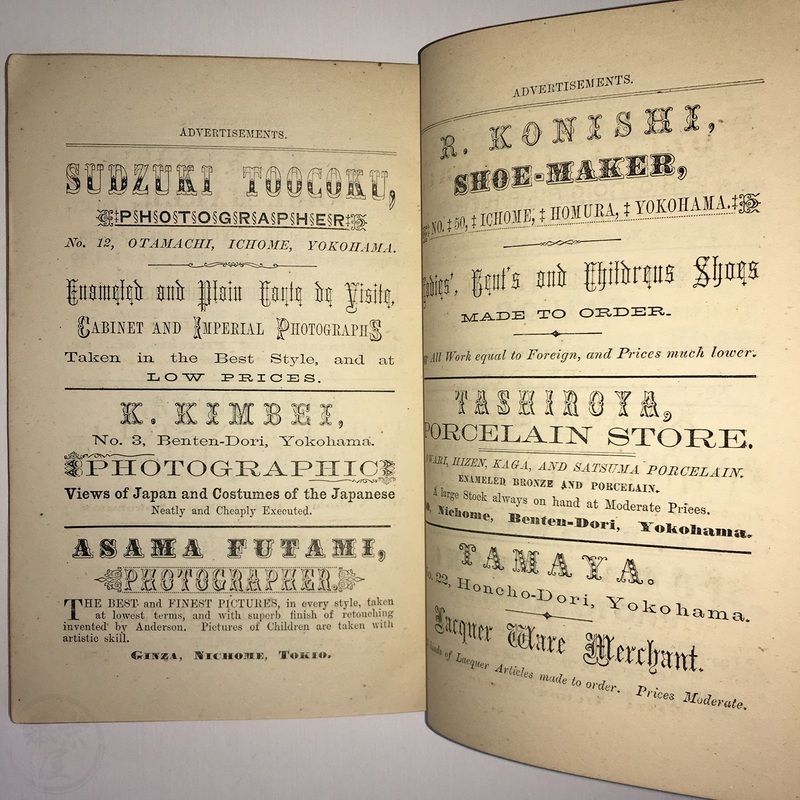 ADVERTISEMENTS.
SUDZUKI TOOCOKU,
PHOTOGRAPHER
No. 12, OTAMACHI, ICHOME, YOKOHAMA.
Enameled and Plain Carte de Visite,
CABINET AND IMPERIAL PHOTOGRAPHS
Taken in the Best Style, and at
LOW PRICES.
K. KIMBEI,
No. 3, Benten-Dori, Yokohama.
PHOTOGRAPHIC
Views of Japan and Costumes of the Japanese
Neatly and Cheaply Executed.
ASAMA FUTAMI,
PHOTOGRAPHER.
THE BEST and FINEST PICTURES, in every style, taken
at lowest terms, and with superb finish of retouching
invented by Anderson. Pictures of Children are taken with
artistic skill.
GINZA, NICHOME, TOKIO.
ADVERTISEMENTS.
R. KONISHI,
SHOE-MAKER,
NO. ‡ 50, ‡ ICHOME, ‡ HOMURA, ‡ YOKOHAMA.‡
Gent's and Childrens Shoes
MADE TO ORDER.
All Work equal to Foreign, and Prices much lower.
TASHIROYA,
PORCELAIN STORE.
HIZEN, KAGA, AND SATSUMA PORCELAIN.
ENAMELED BRONZE AND PORCELAIN.
A large Stock always on hand at Moderate Prices.
Nichome, Benten-Dori, Yokohama.
TAMAYA.
22, Honcho-Dori, Yokohama.
Lacquer Ware Merchant.
of Lacquer Articles made to order. Prices Moderate.